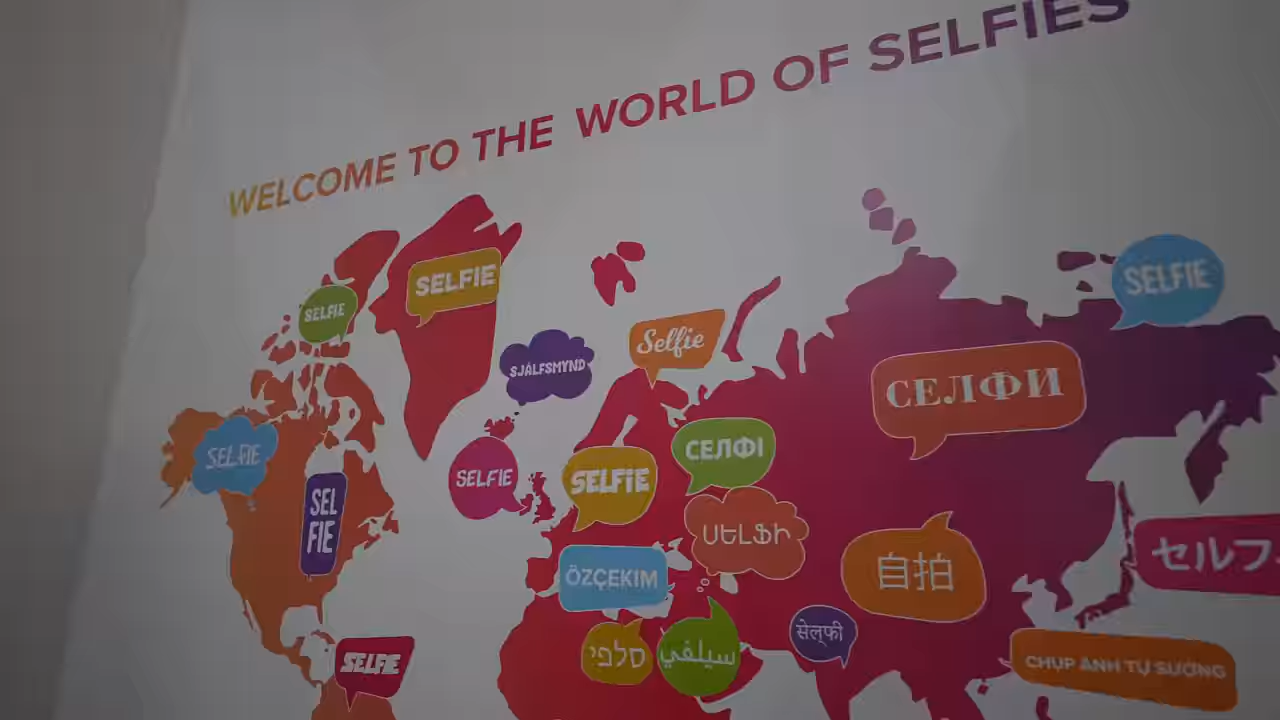 WELCOME TO THE WORLD OF SELFIES
SELFIE
SELFIE
SELFIE
SJÁLFSMYND
Selfie
СЕЛФИ
SELFIE
SEL
FIE
SELFIE
SELFIE
СЕЛФІ
ՍԵԼՖԻ
自拍
セルフ
ÖZÇEKIM
SELFIE
סלפי
سيلفي
सेल्फी
CHỤP ẢNH TỰ SƯỚNG